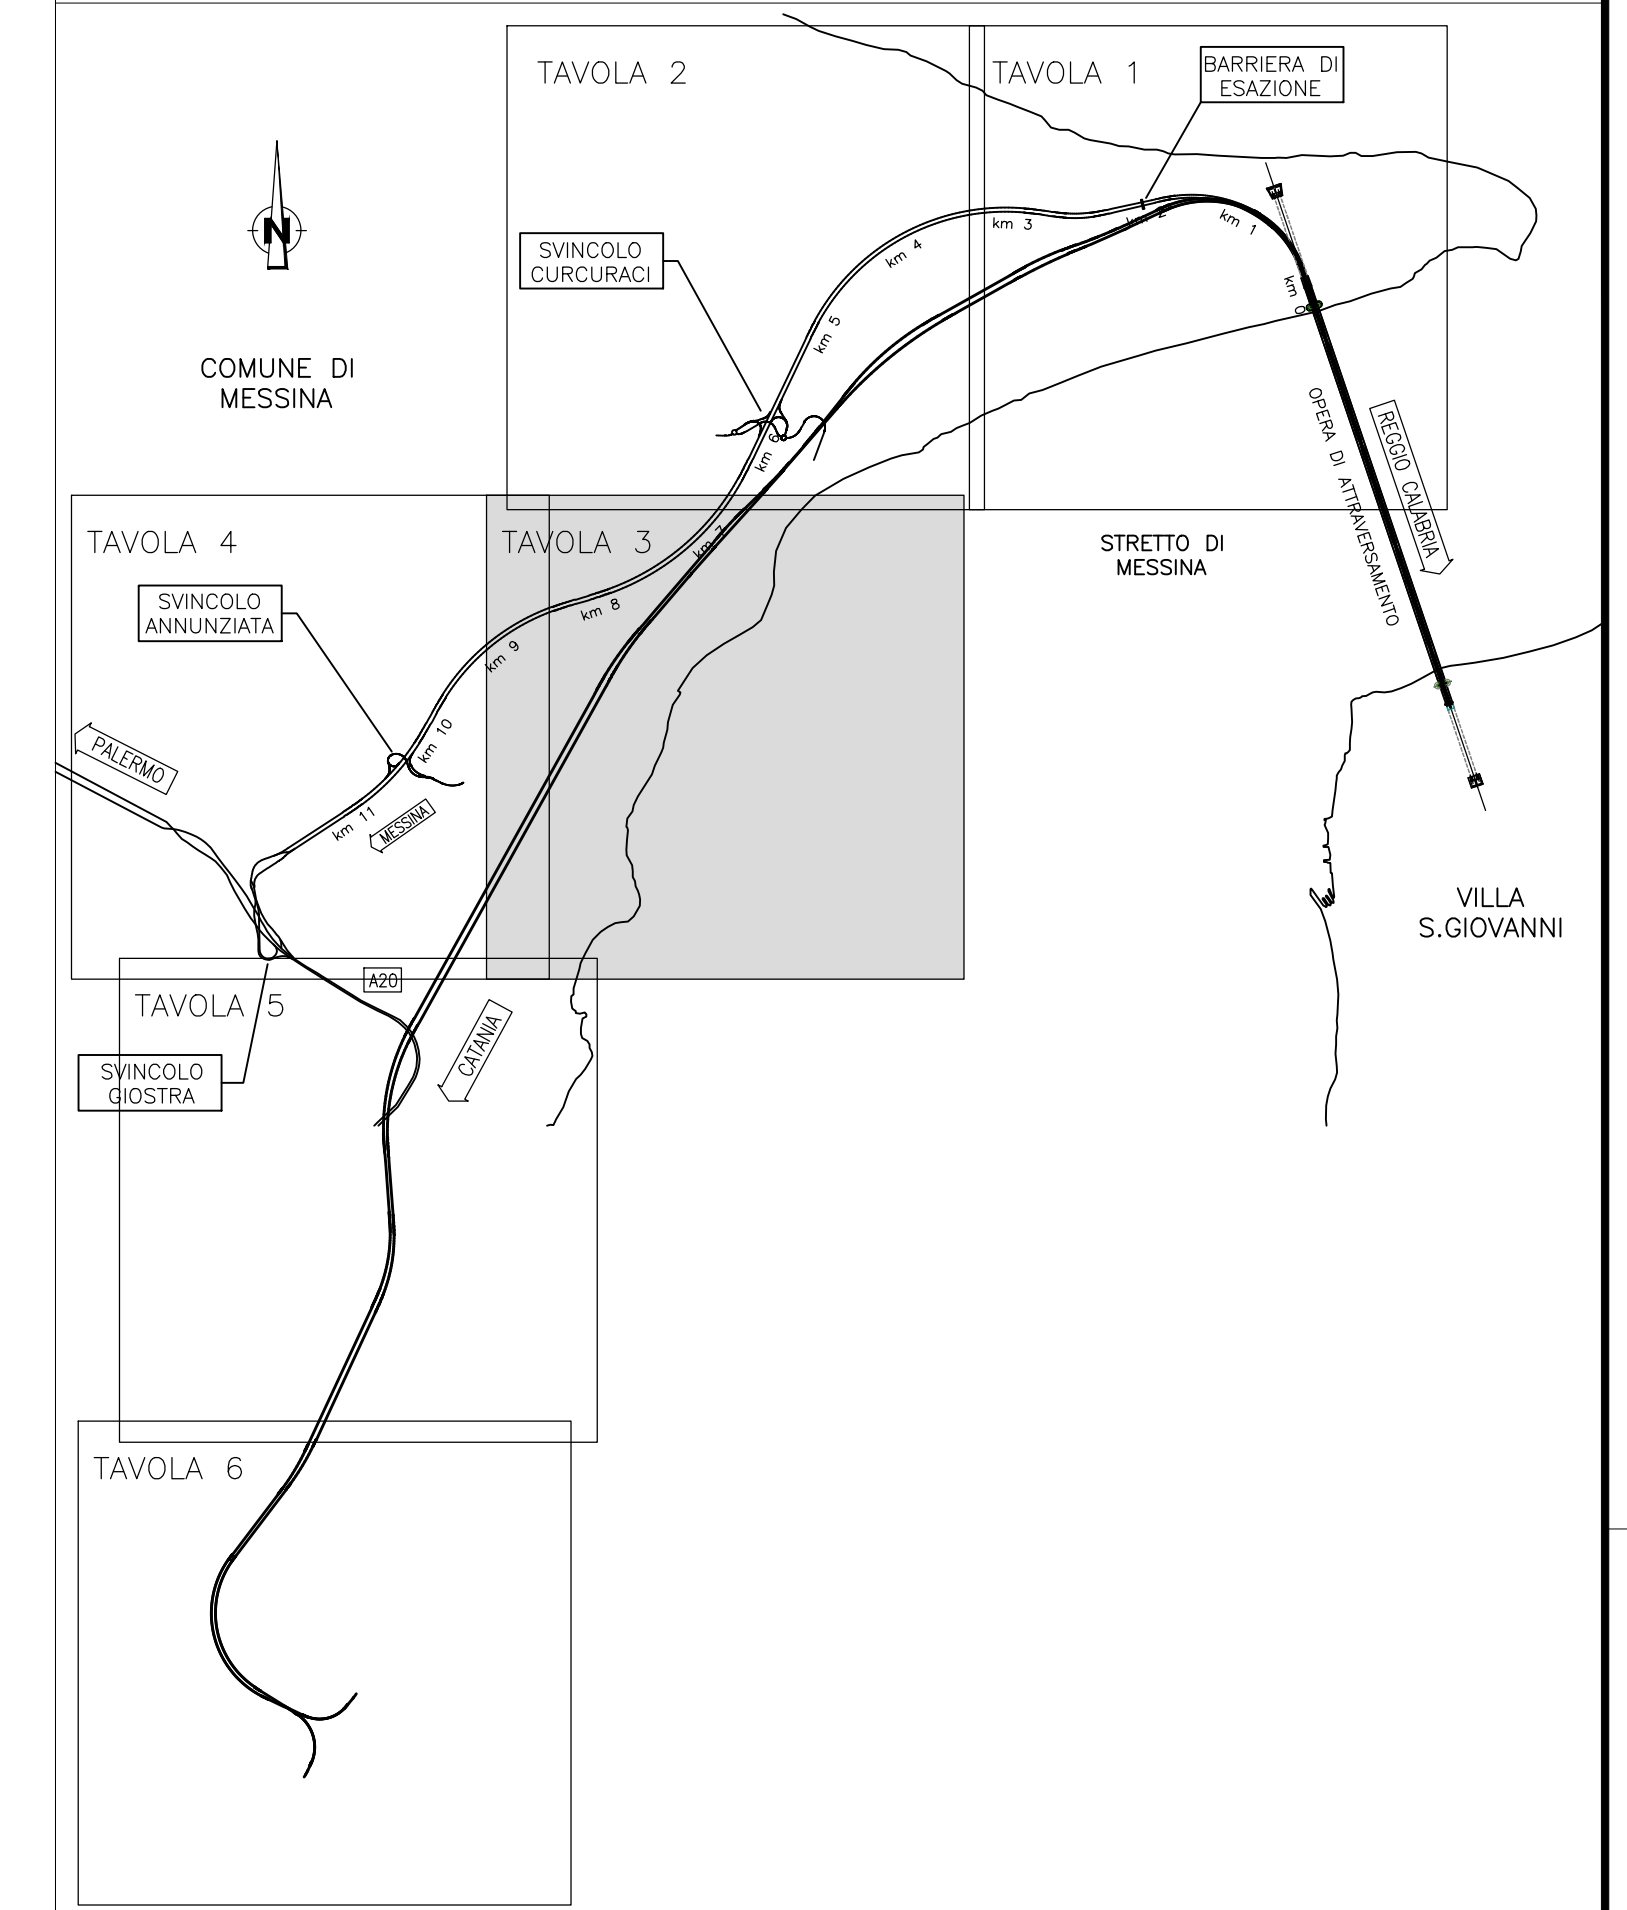 TAVOLA 2
TAVOLA 1
BARRIERA DI
ESAZIONE
N
SVINCOLO
CURCURACI
COMUNE DI
MESSINA
km 0
km 1
km 2
km 3
km 4
km 5
km 6
km 7
km 8
km 9
km 10
km 11
OPERA DI ATTRAVERSAMENTO
REGGIO CALABRIA
STRETTO DI
MESSINA
TAVOLA 4
TAVOLA 3
SVINCOLO
ANNUNZIATA
PALERMO
MESSINA
VILLA
S.GIOVANNI
A20
TAVOLA 5
CATANIA
SVINCOLO
GIOSTRA
TAVOLA 6